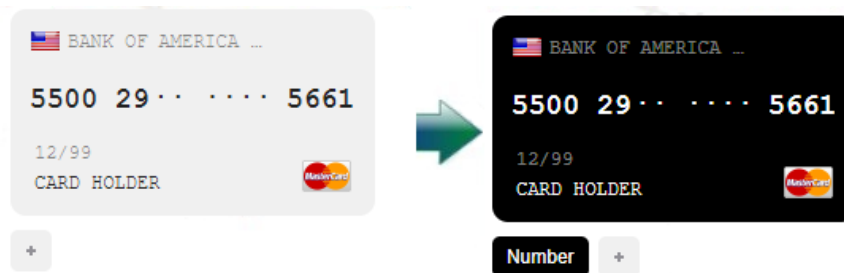 BANK OF AMERICA …
5500 29·· ···· 5661
12/99
CARD HOLDER
MasterCard
+
BANK OF AMERICA …
5500 29·· ···· 5661
12/99
CARD HOLDER
MasterCard
Number
+